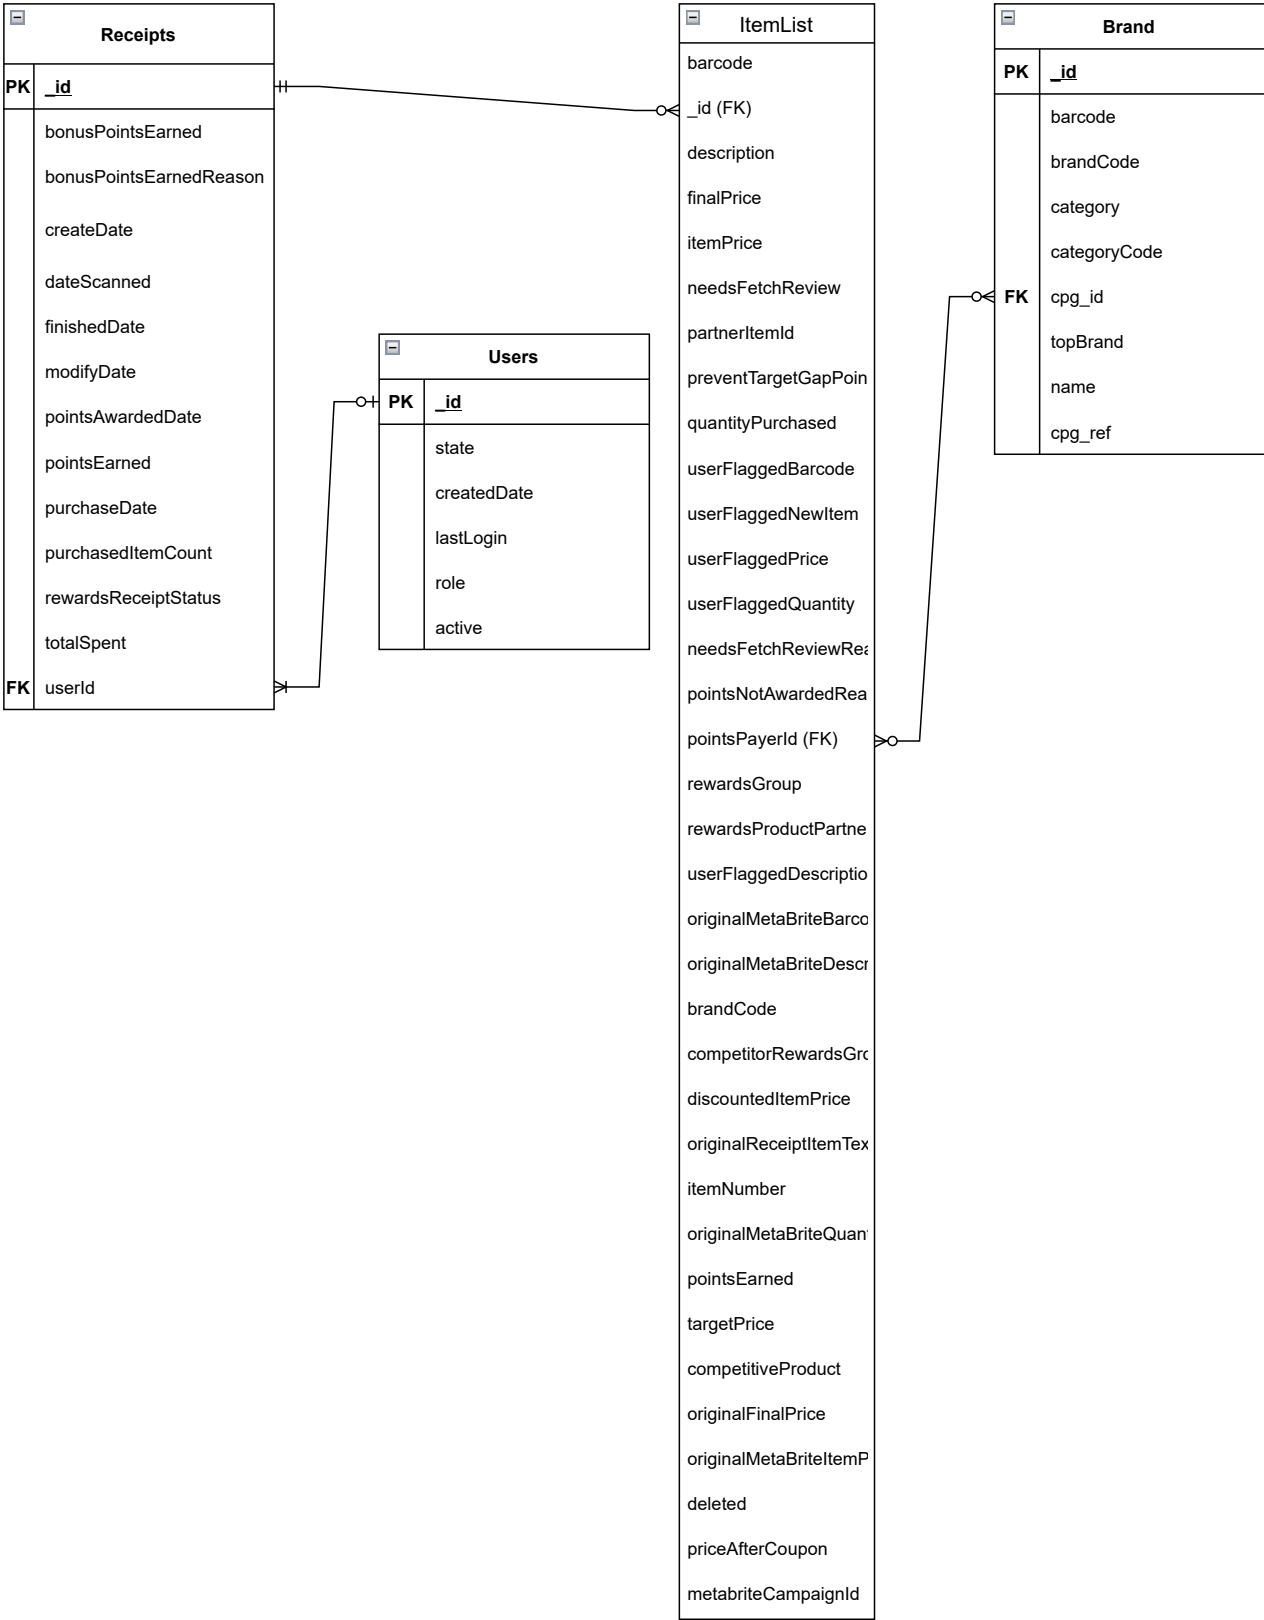 Receipts
PK _id
bonusPointsEarned
bonusPointsEarnedReason
createDate
dateScanned
finishedDate
modifyDate
pointsAwardedDate
pointsEarned
purchaseDate
purchasedItemCount
rewardsReceiptStatus
totalSpent
FK userId
Users
PK _id
state
createdDate
lastLogin
role
active
ItemList
barcode
_id (FK)
description
finalPrice
itemPrice
needsFetchReview
partnerItemId
preventTargetGapPoin
quantityPurchased
userFlaggedBarcode
userFlaggedNewItem
userFlaggedPrice
userFlaggedQuantity
needsFetchReviewRea
pointsNotAwardedRea
pointsPayerId (FK)
rewardsGroup
rewardsProductPartne
userFlaggedDescriptio
originalMetaBriteBarco
originalMetaBriteDescr
brandCode
competitorRewardsGro
discountedItemPrice
originalReceiptItemTex
itemNumber
originalMetaBriteQuant
pointsEarned
targetPrice
competitiveProduct
originalFinalPrice
originalMetaBriteItemP
deleted
priceAfterCoupon
metabriteCampaignId
Brand
PK _id
barcode
brandCode
category
categoryCode
FK cpg_id
topBrand
name
cpg_ref